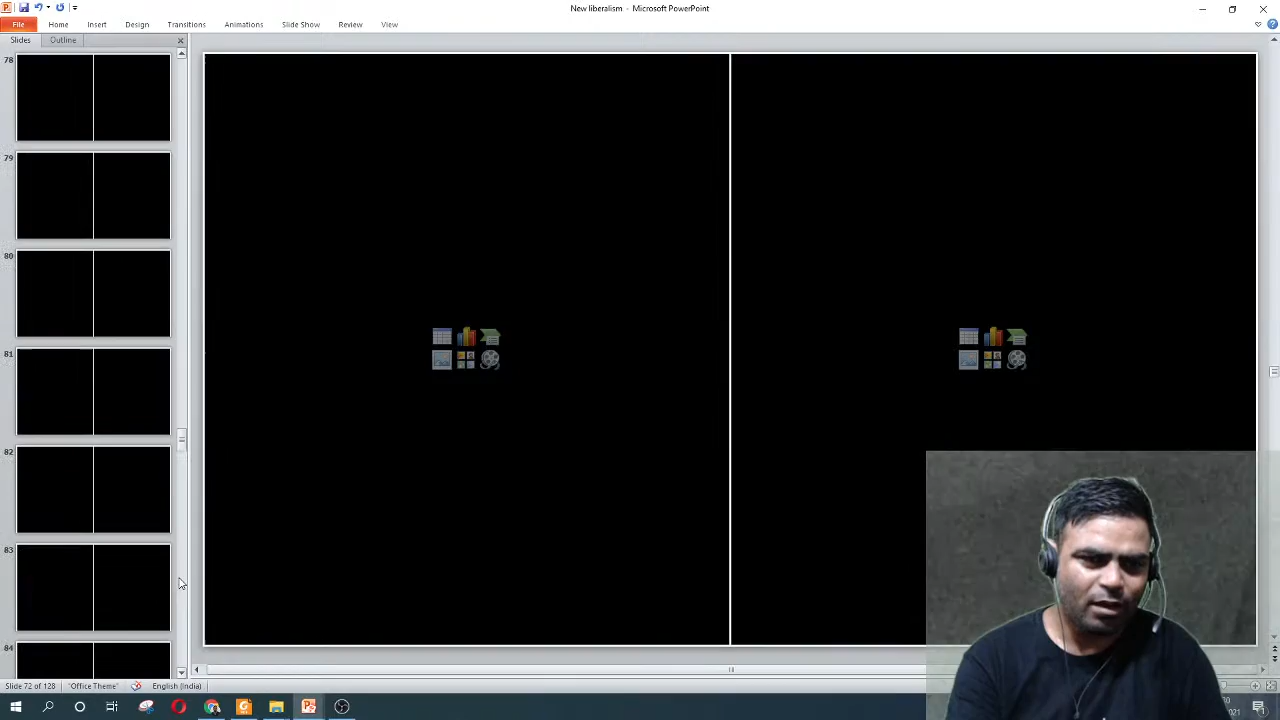 New liberalism - Microsoft PowerPoint
File Home Insert Design Transitions Animations Slide Show Review View
Slides Outline
78
79
80
81
82
83
84
Slide 72 of 128 "Office Theme" English (India)
2021